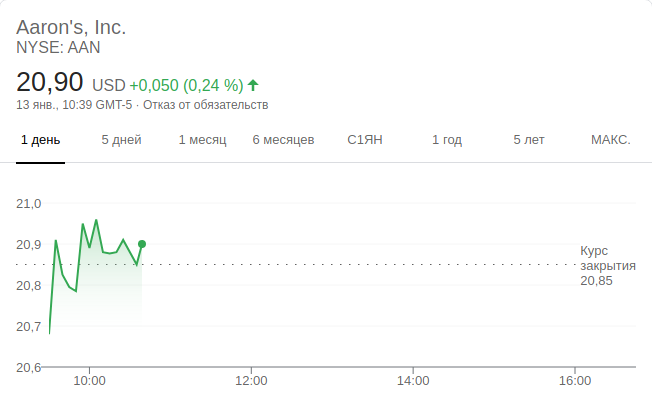 Aaron's, Inc.
NYSE: AAN
20,90 USD +0,050 (0,24 %)
13 янв., 10:39 GMT-5 · Отказ от обязательств
1 день 5 дней 1 месяц 6 месяцев С1ЯН 1 год 5 лет МАКС.
21,0
20,9
Курс
закрытия
20,85
20,8
20,7
20,6
10:00 12:00 14:00 16:00